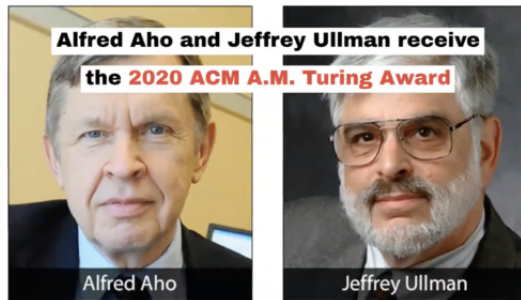 Alfred Aho and Jeffrey Ullman receive
the 2020 ACM A.M. Turing Award
Alfred Aho
Jeffrey Ullman